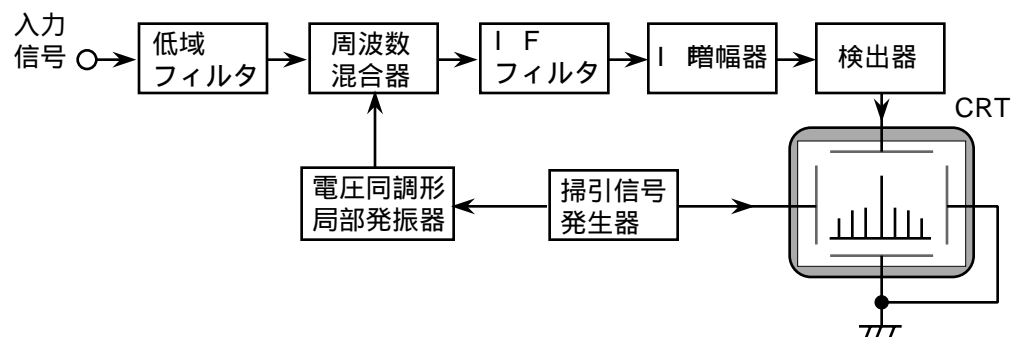 入力
信号
低域
フィルタ
周波数
混合器
I F
フィルタ
I F増幅器
検出器
CRT
電圧同調形
局部発振器
掃引信号
発生器